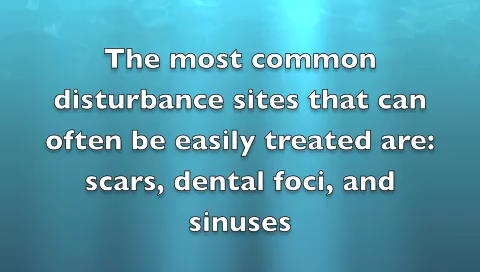 The most common
disturbance sites that can
often be easily treated are:
scars, dental foci, and
sinuses